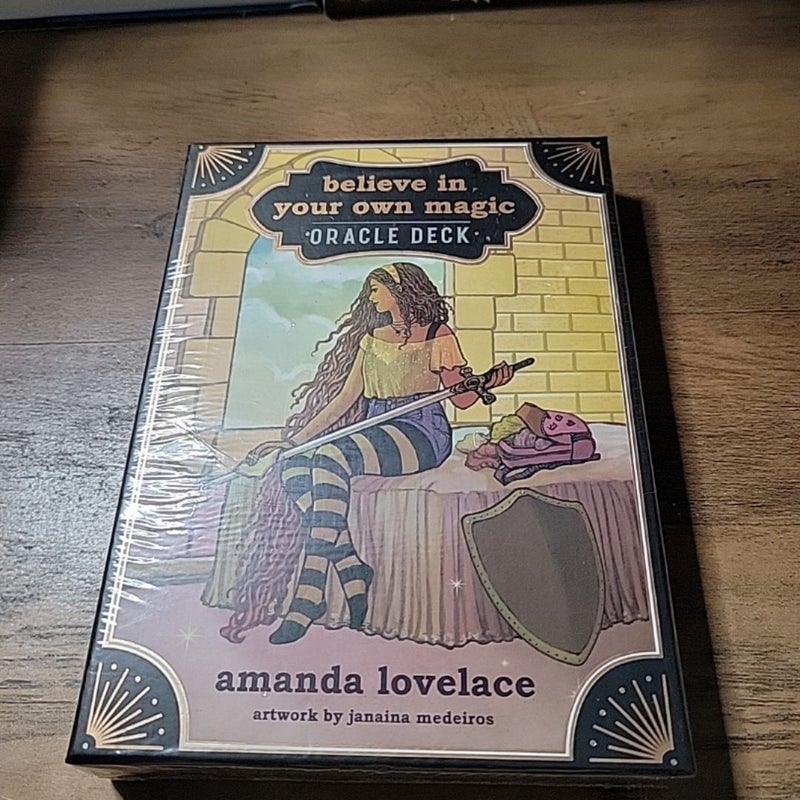 believe in
your own magic
ORACLE DECK
amanda lovelace
artwork by janaina medeiros